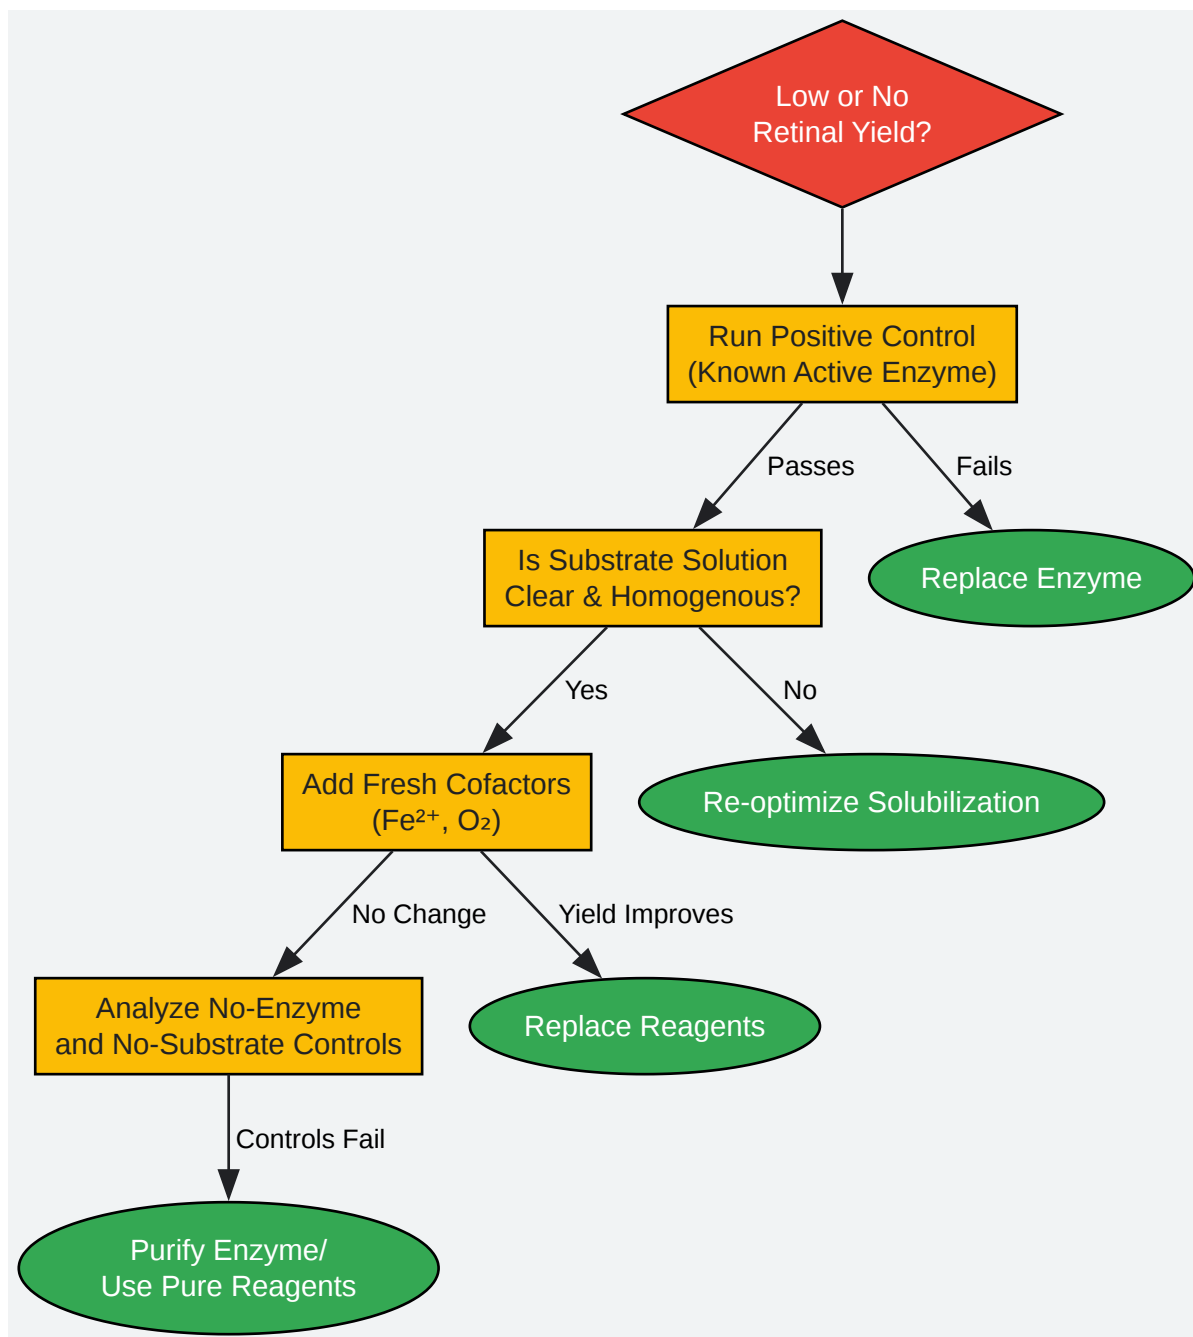 Low or No
Retinal Yield?
Run Positive Control
(Known Active Enzyme)
Passes
Fails
Is Substrate Solution
Clear & Homogenous?
Replace Enzyme
Yes
No
Add Fresh Cofactors
(Fe²⁺, O₂)
Re-optimize Solubilization
No Change
Yield Improves
Analyze No-Enzyme
and No-Substrate Controls
Replace Reagents
Controls Fail
Purify Enzyme/
Use Pure Reagents